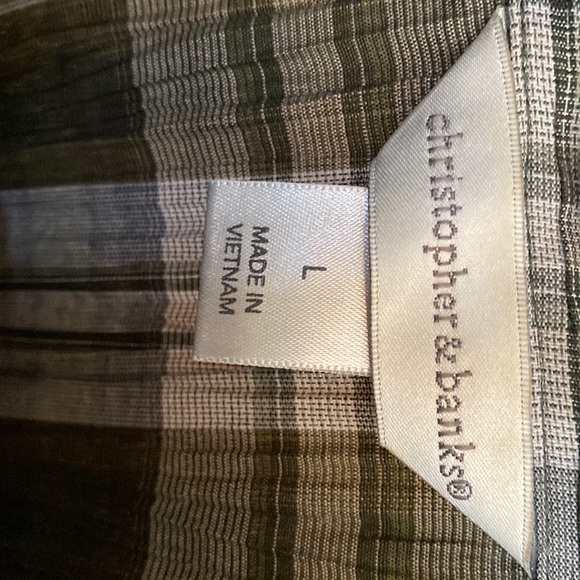 christopher & banks®
L
MADE IN
VIETNAM